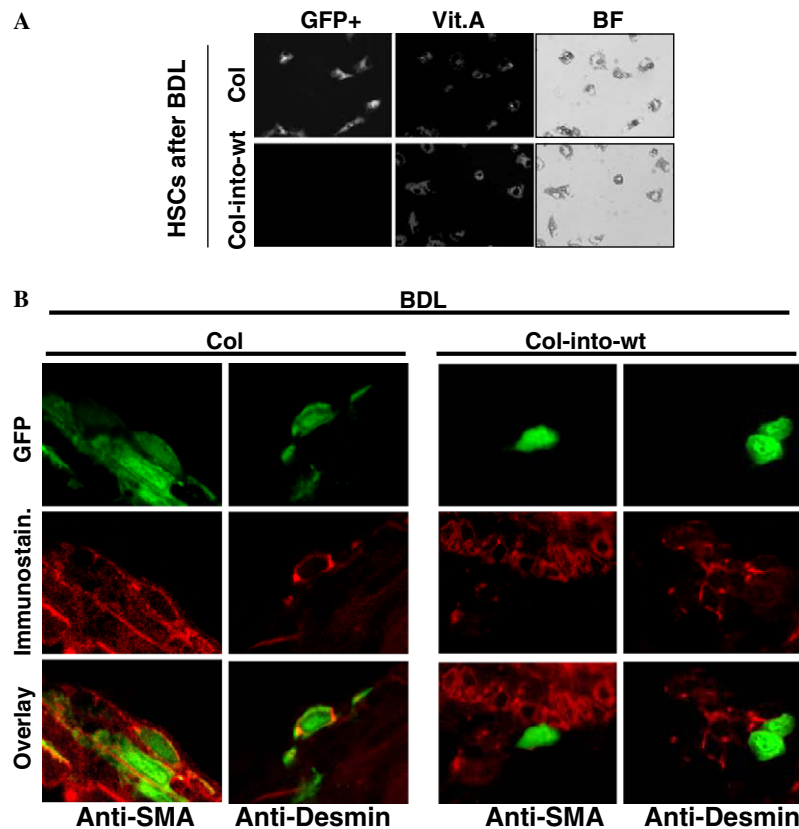 A
GFP+ Vit.A BF
HSCs after BDL
Col
Col-into-wt
B
BDL
Col Col-into-wt
GFP
Immunostain.
Overlay
Anti-SMA Anti-Desmin Anti-SMA Anti-Desmin